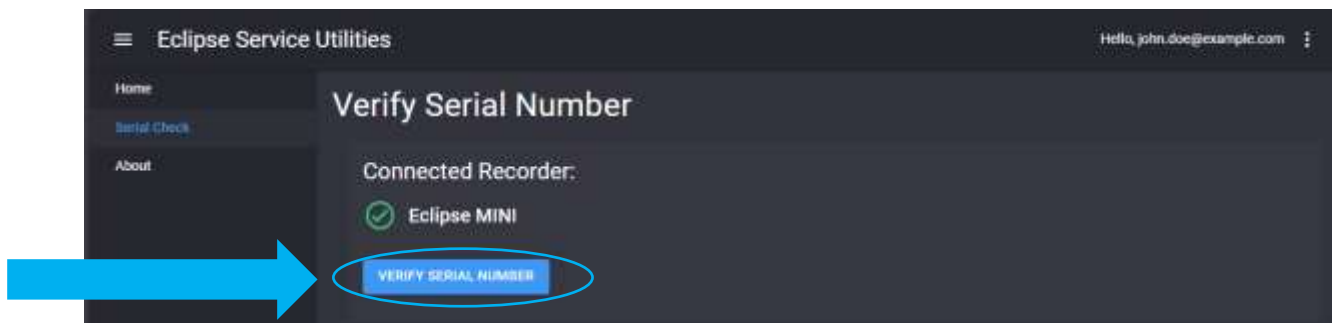 Eclipse Service Utilities
Hello, john.doe@example.com
Home
Serial Check
About
Verify Serial Number
Connected Recorder:
Eclipse MINI
VERIFY SERIAL NUMBER